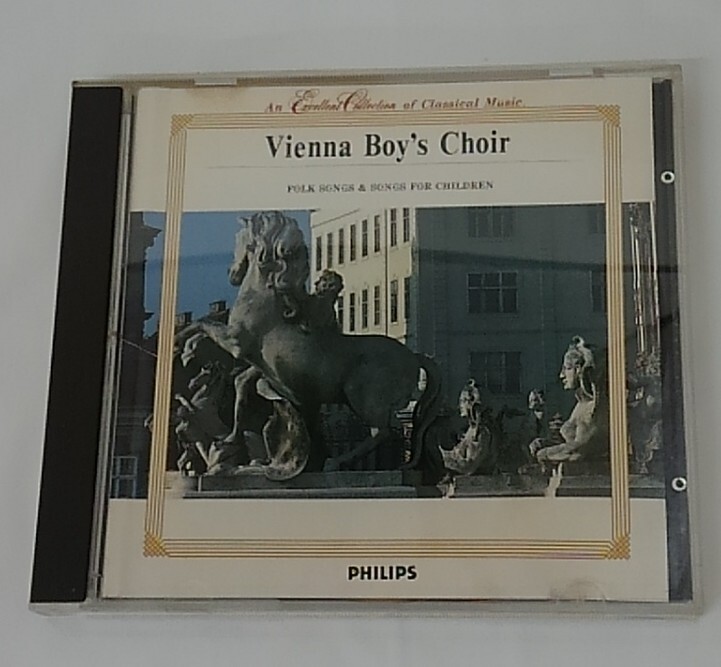 An Excellent Collection of Classical Music
Vienna Boy's Choir
FOLK SONGS & SONGS FOR CHILDREN
PHILIPS